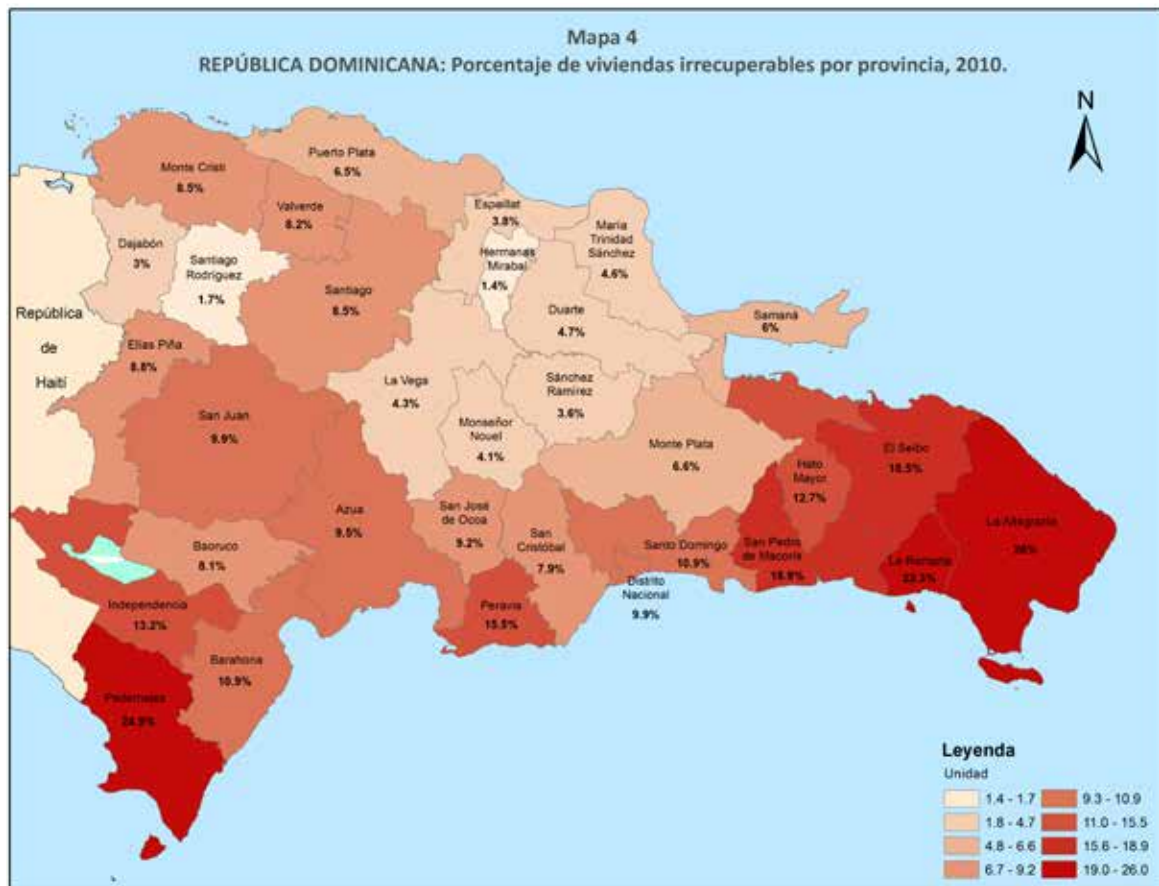 Mapa 4
REPÚBLICA DOMINICANA: Porcentaje de viviendas irrecuperables por provincia, 2010.
N
Puerto Plata
6.5%
Monte Cristi
8.5%
Valverde
8.2%
Espaillat
3.8%
María
Trinidad
Sánchez
4.6%
Dajabón
3%
Santiago
Rodríguez
1.7%
Hermanas
Mirabal
1.4%
Santiago
8.5%
Duarte
4.7%
Samaná
6%
República
de
Haití
Elías Piña
8.8%
La Vega
4.3%
Sánchez
Ramírez
3.6%
San Juan
9.9%
Monseñor
Nouel
4.1%
Monte Plata
6.6%
El Seibo
18.5%
Hato
Mayor
12.7%
La Altagracia
26%
Azua
9.5%
San José
de Ocoa
9.2%
San
Cristóbal
7.9%
Santo Domingo
10.9%
San Pedro
de Macorís
18.9%
La Romana
Baoruco
8.1%
Distrito
Nacional
9.9%
Independencia
13.2%
Peravia
15.5%
Barahona
10.9%
Pedernales
24.9%
Leyenda
Unidad
1.4 - 1.7
1.8 - 4.7
4.8 - 6.6
6.7 - 9.2
9.3 - 10.9
11.0 - 15.5
15.6 - 18.9
19.0 - 26.0